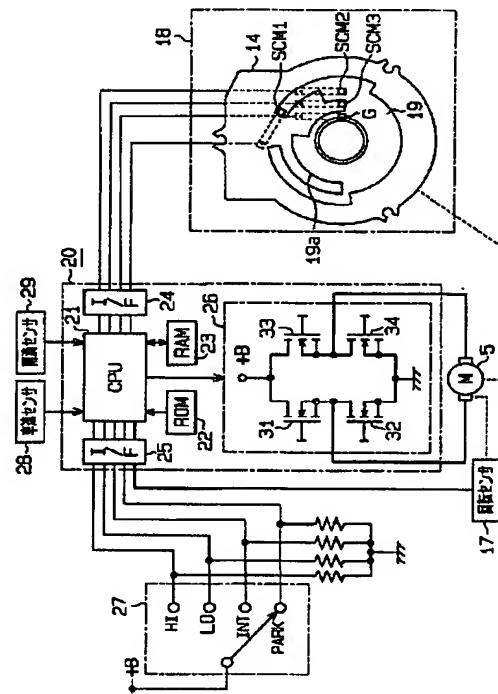 18
14
SCM1
SCM2
SCM3
G
19
19a
20
29
雨滴センサ
28
車速センサ
21
24
I/F
CPU
25
I/F
ROM
22
RAM
23
26
+B
31
32
33
34
M
5
回転センサ
17
27
+B
HI
LO
INT
PARK